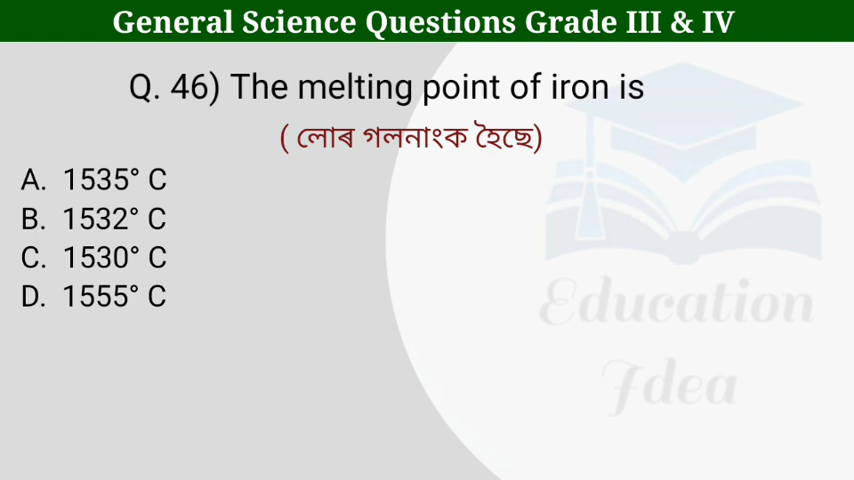 General Science Questions Grade III & IV
Q. 46) The melting point of iron is
( লোৰ গলনাংক হৈছে)
A. 1535° C
B. 1532° C
C. 1530° C
D. 1555° C
Education
Idea